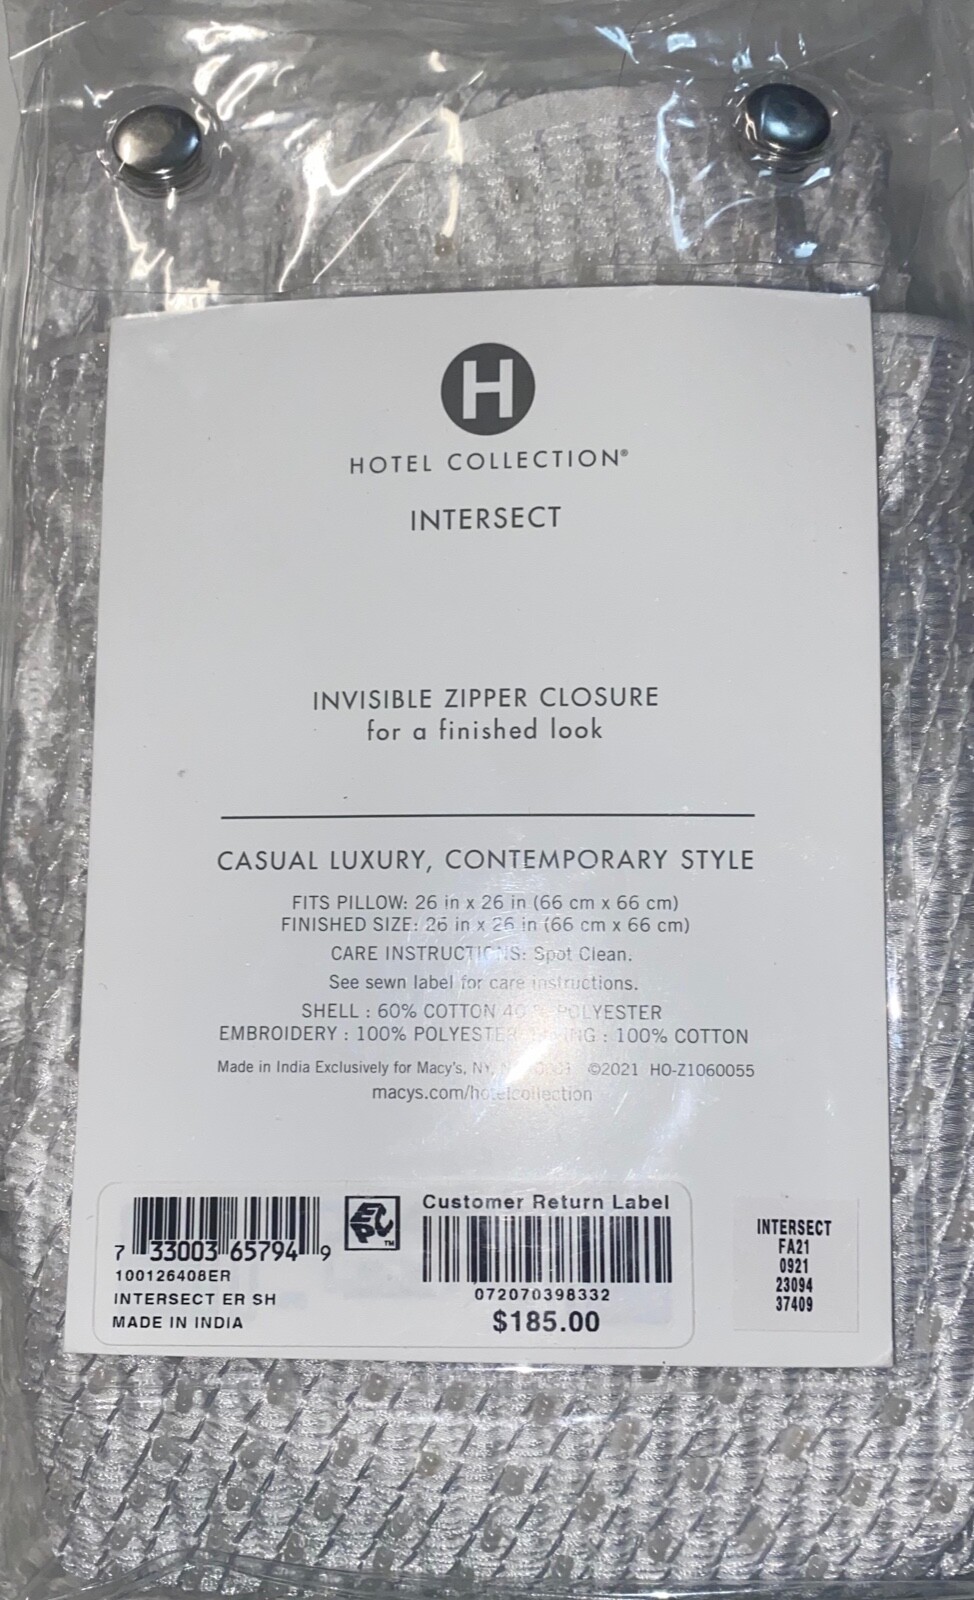 H
HOTEL COLLECTION®
INTERSECT
INVISIBLE ZIPPER CLOSURE
for a finished look
CASUAL LUXURY, CONTEMPORARY STYLE
FITS PILLOW: 26 in x 26 in (66 cm x 66 cm)
FINISHED SIZE: 26 in x 26 in (66 cm x 66 cm)
CARE INSTRUCTIONS: Spot Clean.
See sewn label for care instructions.
SHELL : 60% COTTON 40 % POLYESTER
EMBROIDERY : 100% POLYESTER LINING : 100% COTTON
Made in India Exclusively for Macy's, NY, ©2021 HO-Z1060055
macys.com/hotelcollection
7 33003 65794 9
100126408ER
INTERSECT ER SH
MADE IN INDIA
EPC™
Customer Return Label
072070398332
$185.00
INTERSECT
FA21
0921
23094
37409